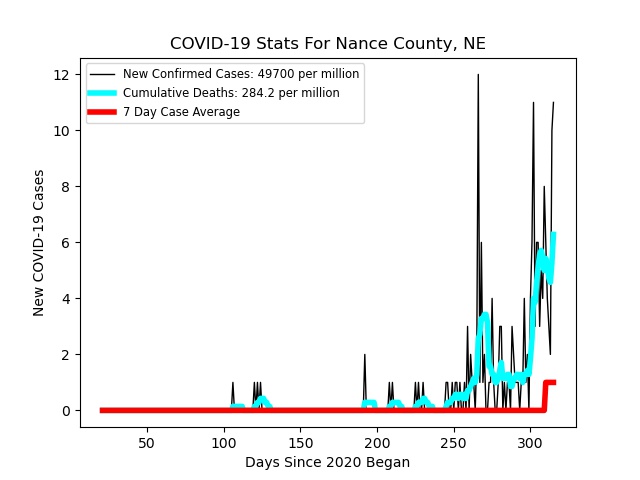 COVID-19 Stats For Nance County, NE
New Confirmed Cases: 49700 per million
Cumulative Deaths: 284.2 per million
7 Day Case Average
12
10
8
6
4
2
0
New COVID-19 Cases
50 100 150 200 250 300
Days Since 2020 Began